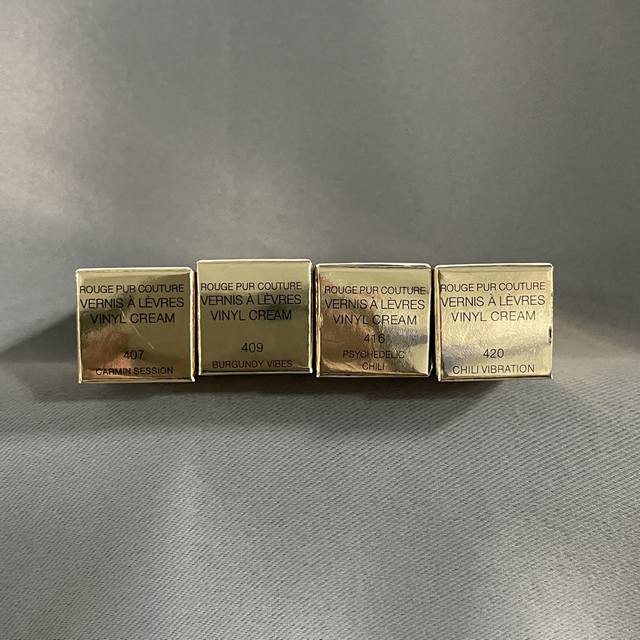 ROUGE PUR COUTURE
VERNIS À LÈVRES
VINYL CREAM
407
CARMIN SESSION
ROUGE PUR COUTURE
VERNIS À LÈVRES
VINYL CREAM
409
BURGUNDY VIBES
ROUGE PUR COUTURE
VERNIS À LÈVRES
VINYL CREAM
416
PSYCHEDELIC
CHILI
ROUGE PUR COUTURE
VERNIS À LÈVRES
VINYL CREAM
420
CHILI VIBRATION